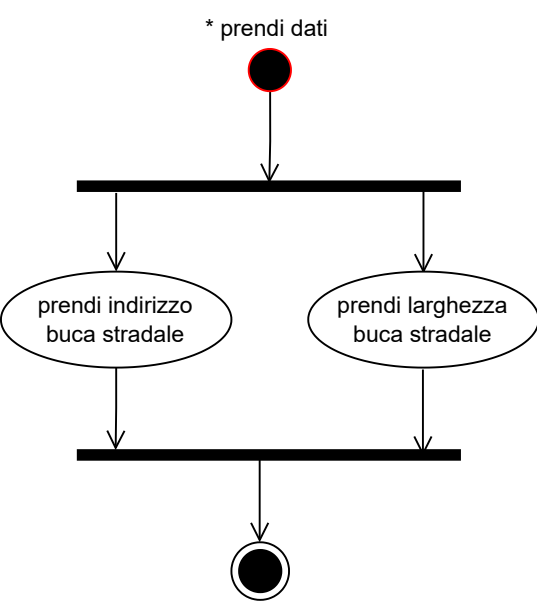 * prendi dati
prendi indirizzo
buca stradale
prendi larghezza
buca stradale